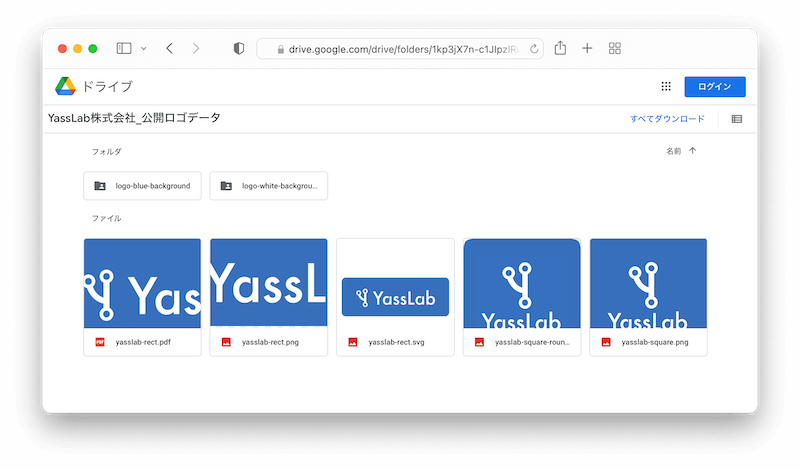 drive.google.com/drive/folders/1kp3jX7n-c1JIpzIR
ドライブ
ログイン
YassLab株式会社_公開ロゴデータ
すべてダウンロード
フォルダ
名前
logo-blue-background
logo-white-backgrou...
ファイル
Yas
YassL
YassLab
YassLab
YassLab
PDF
yasslab-rect.pdf
yasslab-rect.png
yasslab-rect.svg
yasslab-square-roun...
yasslab-square.png